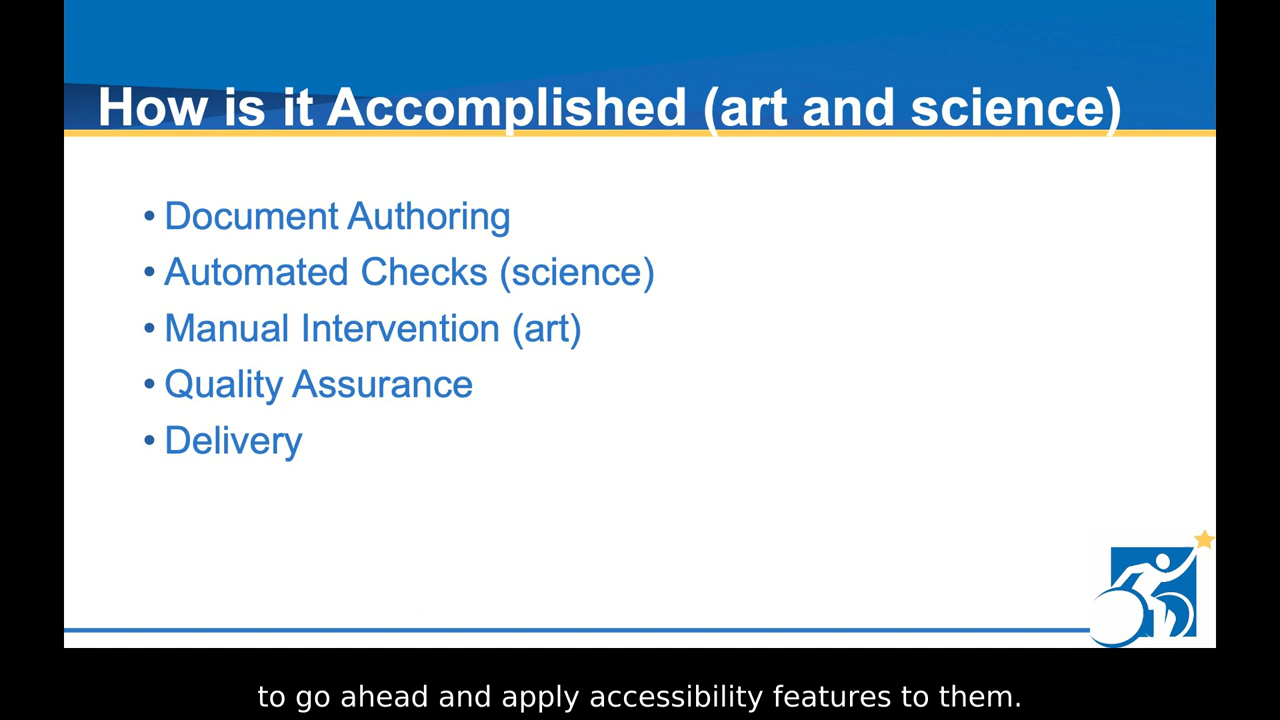 How is it Accomplished (art and science)
• Document Authoring
• Automated Checks (science)
• Manual Intervention (art)
• Quality Assurance
• Delivery
to go ahead and apply accessibility features to them.